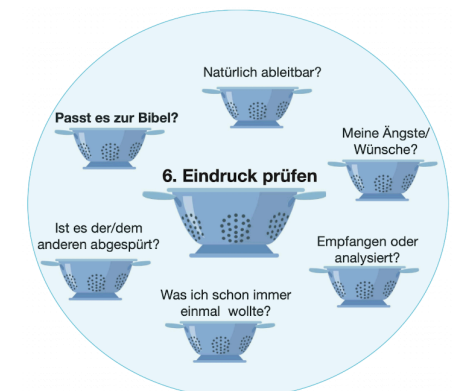 Natürlich ableitbar?
Passt es zur Bibel?
Meine Ängste/
Wünsche?
6. Eindruck prüfen
Ist es der/dem
anderen abgespürt?
Empfangen oder
analysiert?
Was ich schon immer
einmal wollte?